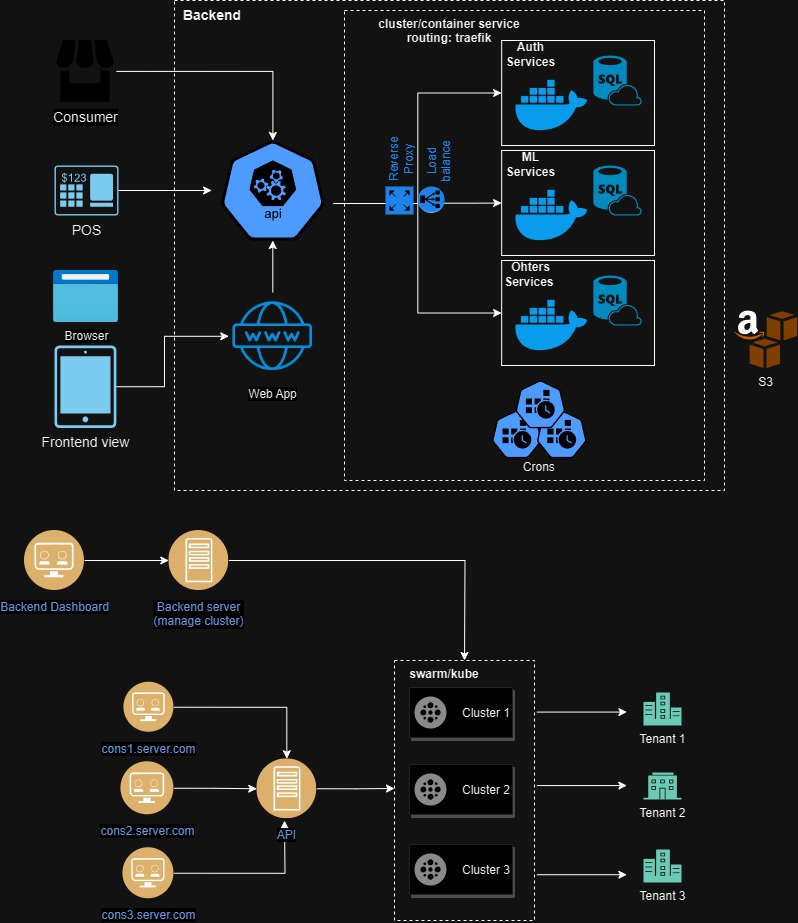 Backend
cluster/container service
routing: traefik
Consumer
$123
POS
Browser
Frontend view
api
WWW
Web App
Reverse
Proxy
Load
balance
Auth
Services
SQL
ML
Services
SQL
Ohters
Services
SQL
Crons
a
S3
Backend Dashboard
Backend server
(manage cluster)
swarm/kube
Cluster 1
Cluster 2
Cluster 3
cons1.server.com
cons2.server.com
cons3.server.com
API
Tenant 1
Tenant 2
Tenant 3